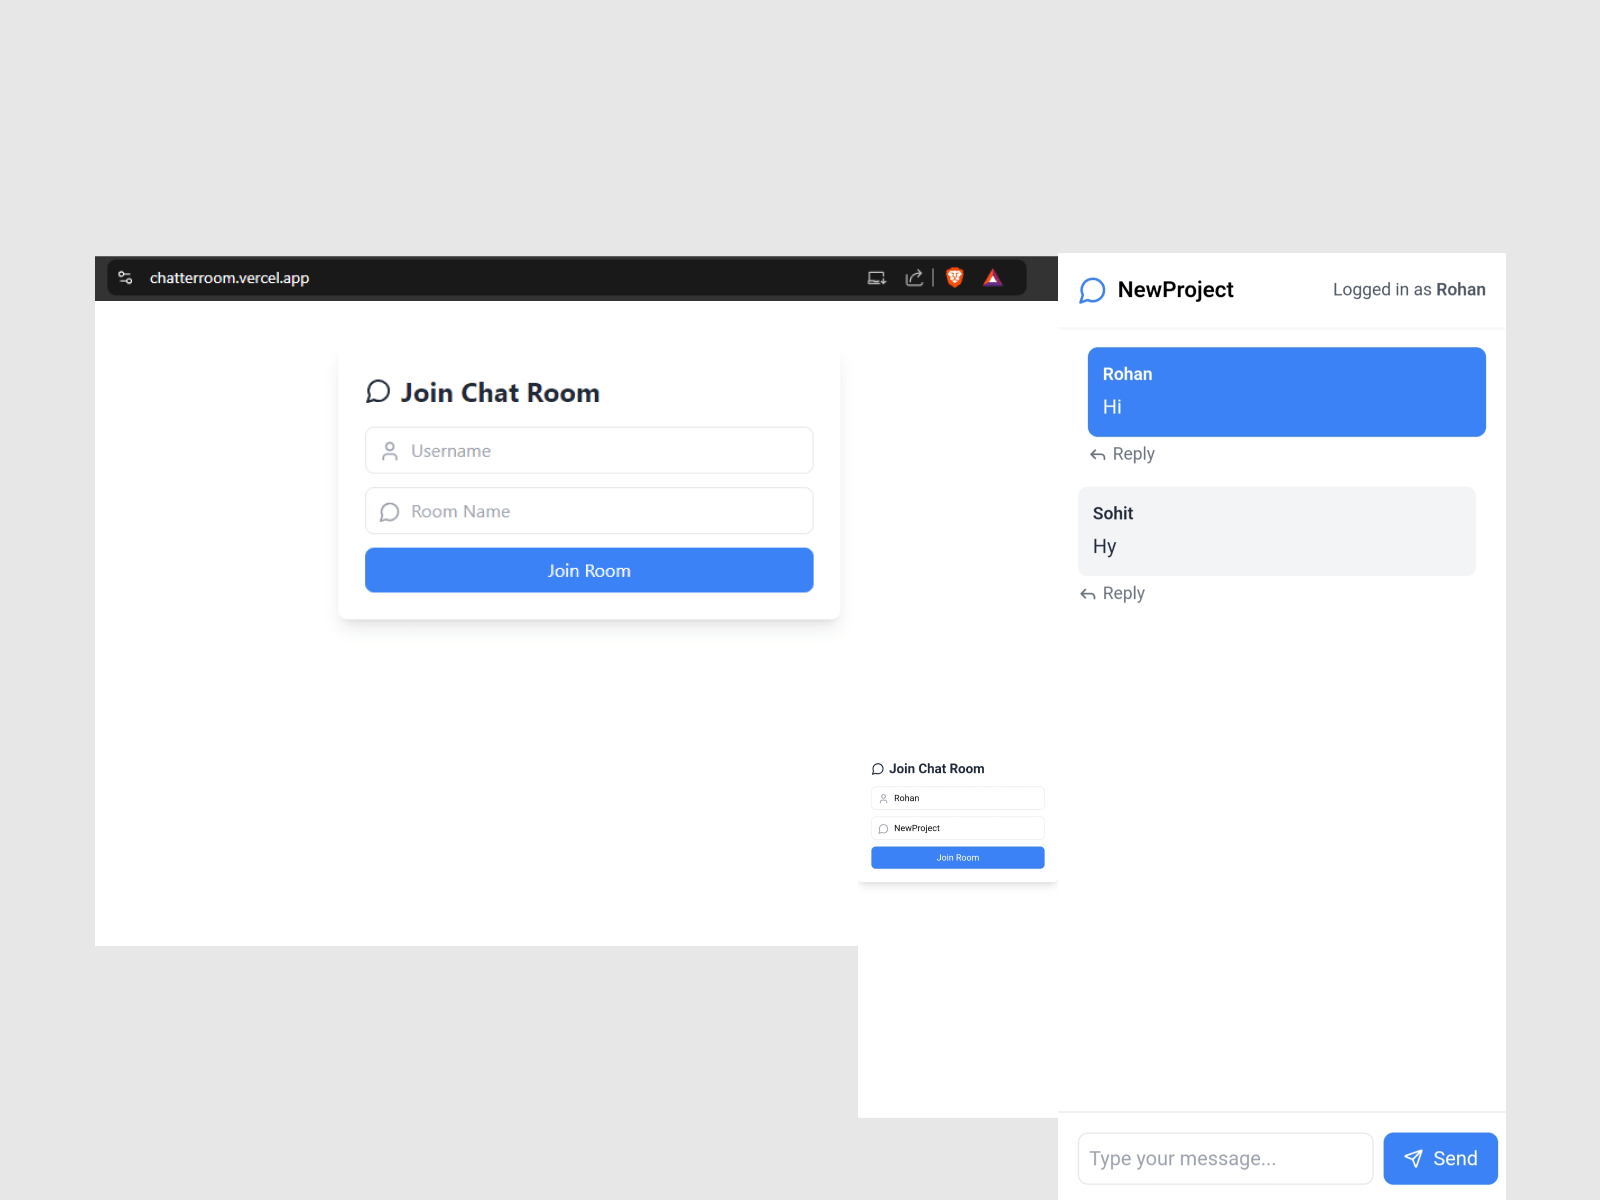 chatterroom.vercel.app
Join Chat Room
Username
Room Name
Join Room
Join Chat Room
Rohan
NewProject
Join Room
NewProject
Logged in as Rohan
Rohan
Hi
Reply
Sohit
Hy
Reply
Type your message...
Send